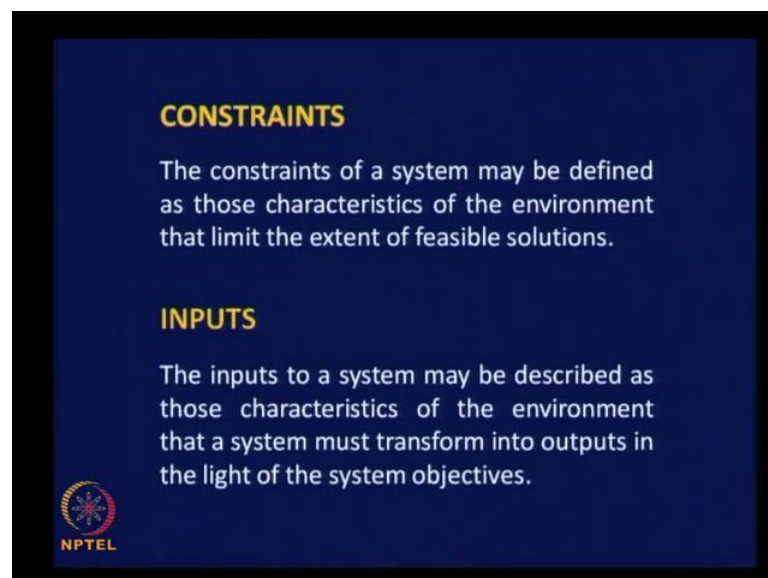 CONSTRAINTS
The constraints of a system may be defined
as those characteristics of the environment
that limit the extent of feasible solutions.
INPUTS
The inputs to a system may be described as
those characteristics of the environment
that a system must transform into outputs in
the light of the system objectives.
NPTEL